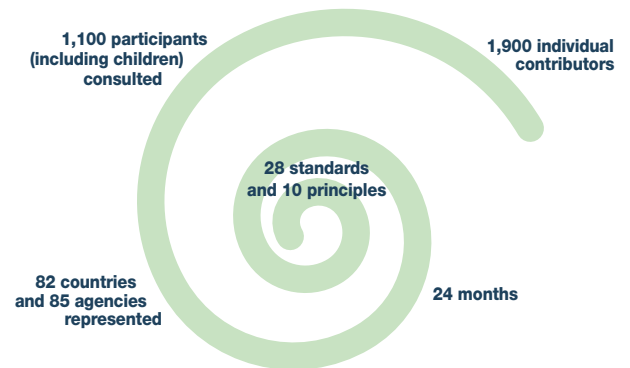 1,100 participants
(including children)
consulted
1,900 individual
contributors
28 standards
and 10 principles
82 countries
and 85 agencies
represented
24 months